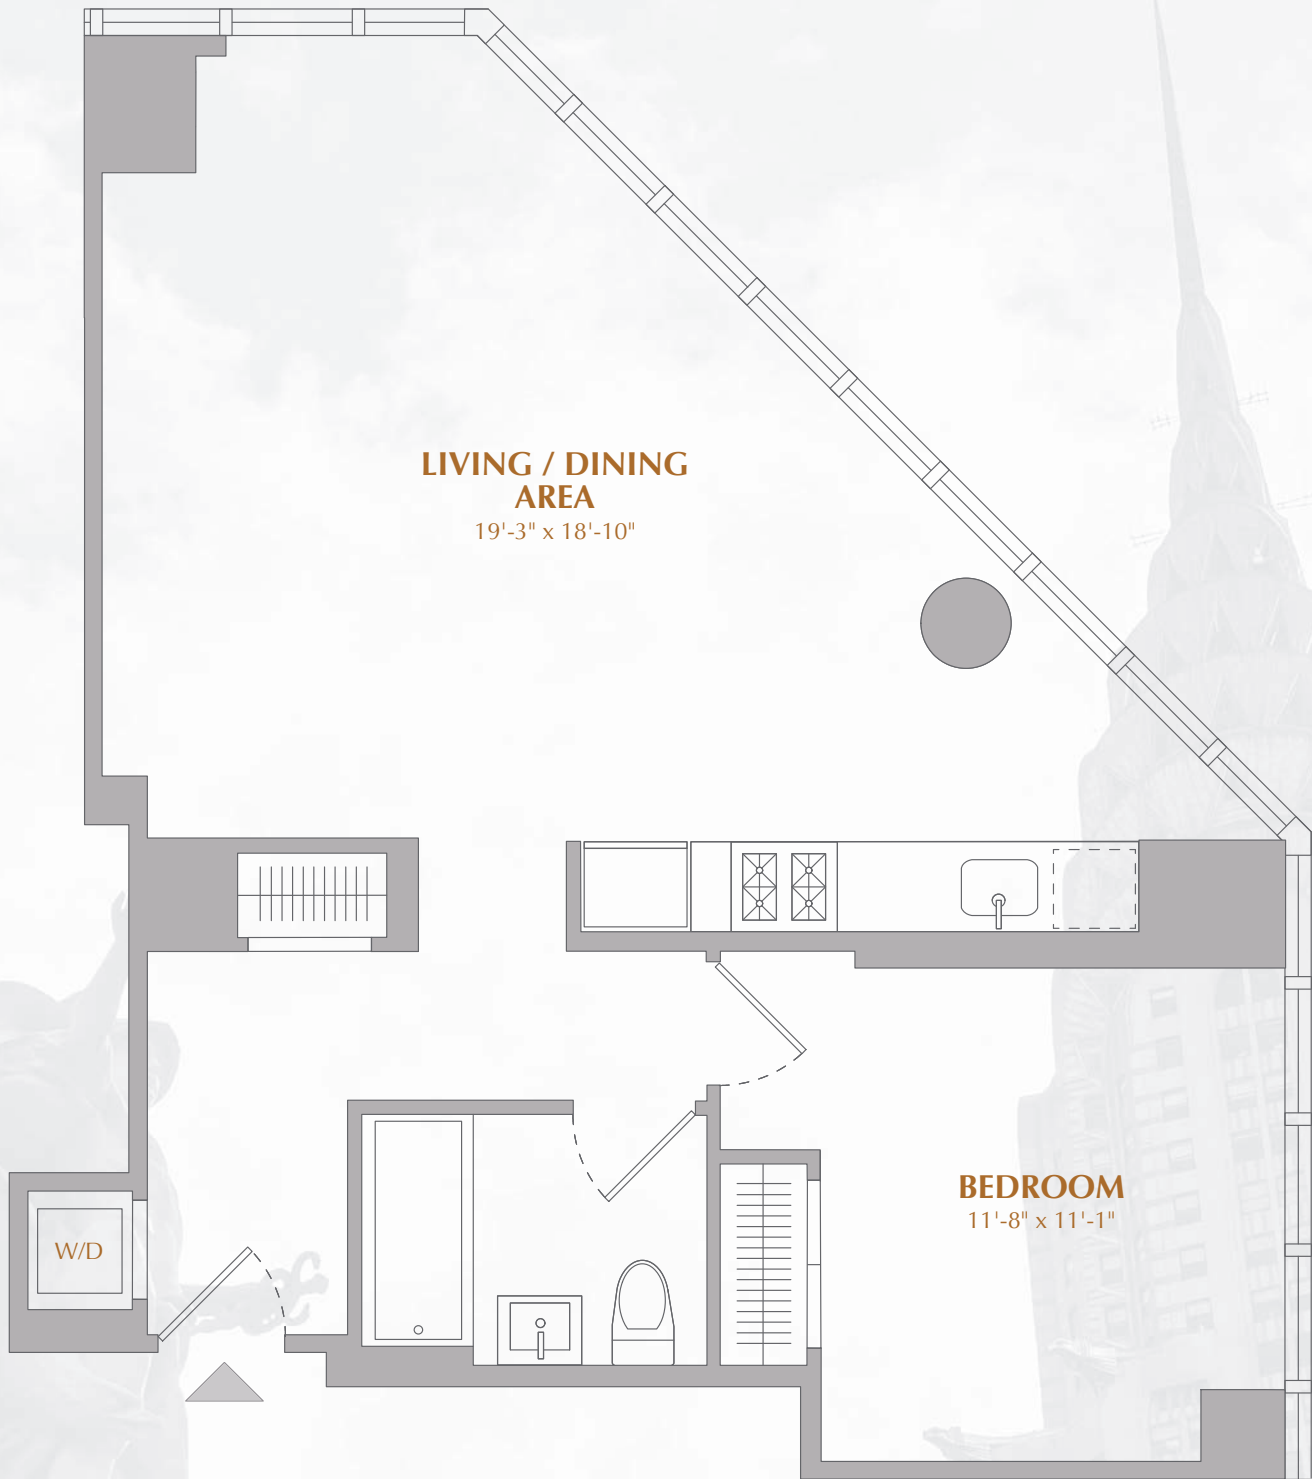 LIVING / DINING
AREA
19'-3" x 18'-10"
BEDROOM
11'-8" x 11'-1"
W/D